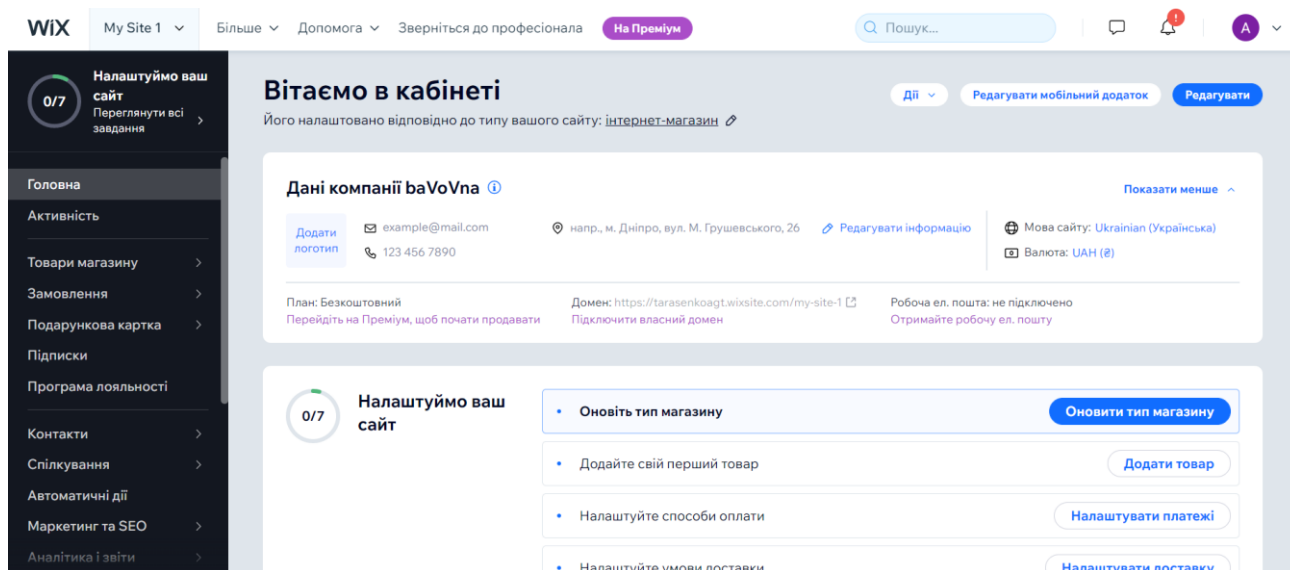 WiX
My Site 1
Більше
Допомога
Зверніться до професіонала
На Преміум
Пошук...
!
A
0/7
Налаштуймо ваш
сайт
Переглянути всі
завдання
Головна
Активність
Товари магазину
Замовлення
Подарункова картка
Підписки
Програма лояльності
Контакти
Спілкування
Автоматичні дії
Маркетинг та SEO
Аналітика і звіти
Вітаємо в кабінеті
Його налаштовано відповідно до типу вашого сайту: інтернет-магазин
Дії
Редагувати мобільний додаток
Редагувати
Дані компанії baVoVna
Показати менше
Додати
логотип
example@mail.com
123 456 7890
напр., м. Дніпро, вул. М. Грушевського, 26
Редагувати інформацію
Мова сайту: Ukrainian (Українська)
Валюта: UAH (₴)
План: Безкоштовний
Перейдіть на Преміум, щоб почати продавати
Домен: https://tarasenkoagt.wixsite.com/my-site-1
Підключити власний домен
Робоча ел. пошта: не підключено
Отримайте робочу ел. пошту
0/7
Налаштуймо ваш
сайт
Оновіть тип магазину
Оновити тип магазину
Додайте свій перший товар
Додати товар
Налаштуйте способи оплати
Налаштувати платежі
Налаштуйте умови доставки
Налаштувати доставку